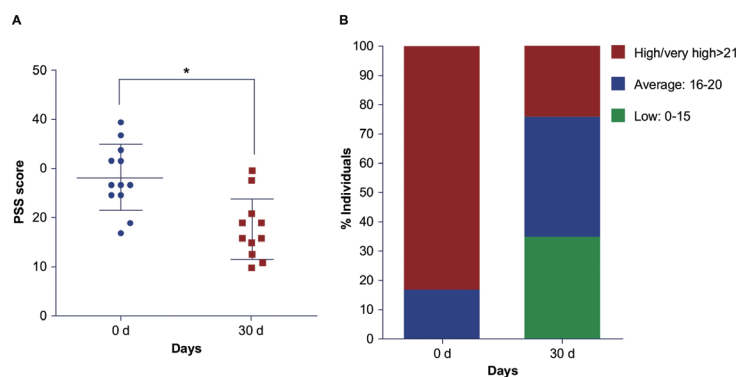 A
PSS score
50
40
0
20
10
0
*
0 d
30 d
Days
B
% Individuals
100
90
80
70
60
50
40
30
20
10
0
0 d
30 d
Days
High/very high>21
Average: 16-20
Low: 0-15